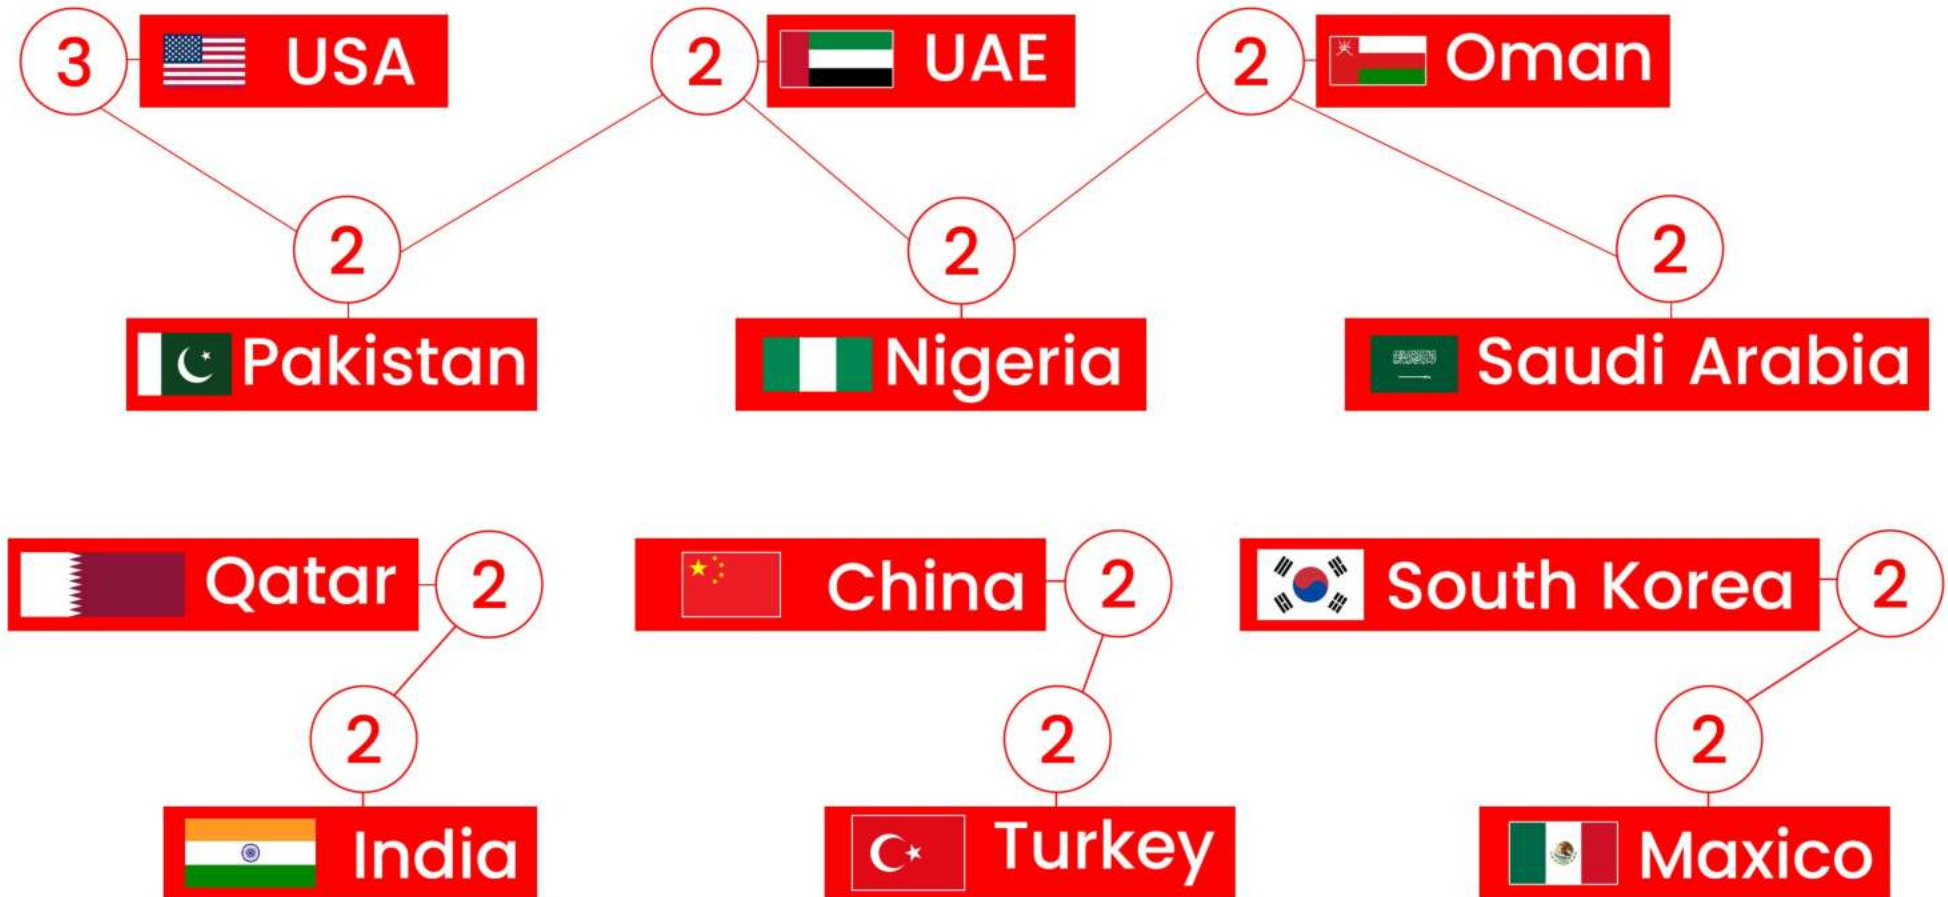 3 USA
2 UAE
2 Oman
2
2
2
Pakistan
Nigeria
Saudi Arabia
Qatar 2
China 2
South Korea 2
2
2
2
India
Turkey
Maxico